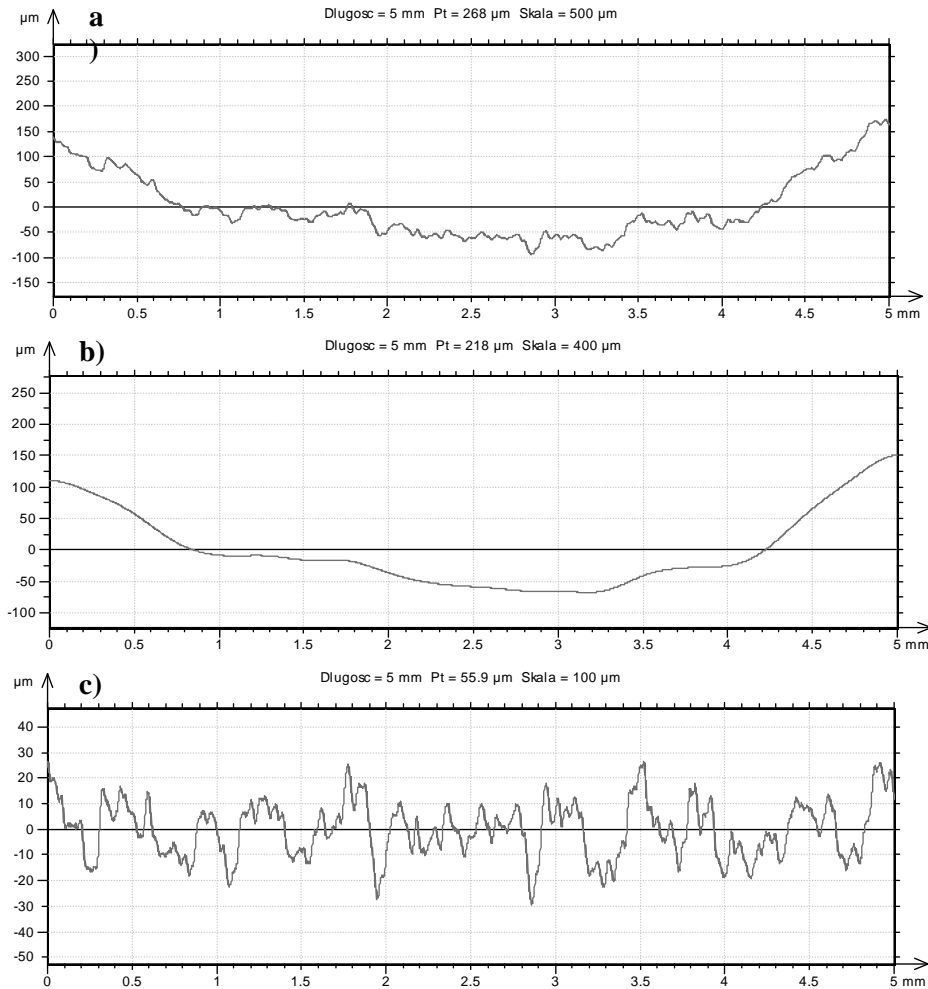 a
)
Dlugosc = 5 mm Pt = 268 µm Skala = 500 µm
µm
300
250
200
150
100
50
0
-50
-100
-150
0 0.5 1 1.5 2 2.5 3 3.5 4 4.5 5 mm
b)
Dlugosc = 5 mm Pt = 218 µm Skala = 400 µm
µm
250
200
150
100
50
0
-50
-100
0 0.5 1 1.5 2 2.5 3 3.5 4 4.5 5 mm
c)
Dlugosc = 5 mm Pt = 55.9 µm Skala = 100 µm
µm
40
30
20
10
0
-10
-20
-30
-40
-50
0 0.5 1 1.5 2 2.5 3 3.5 4 4.5 5 mm